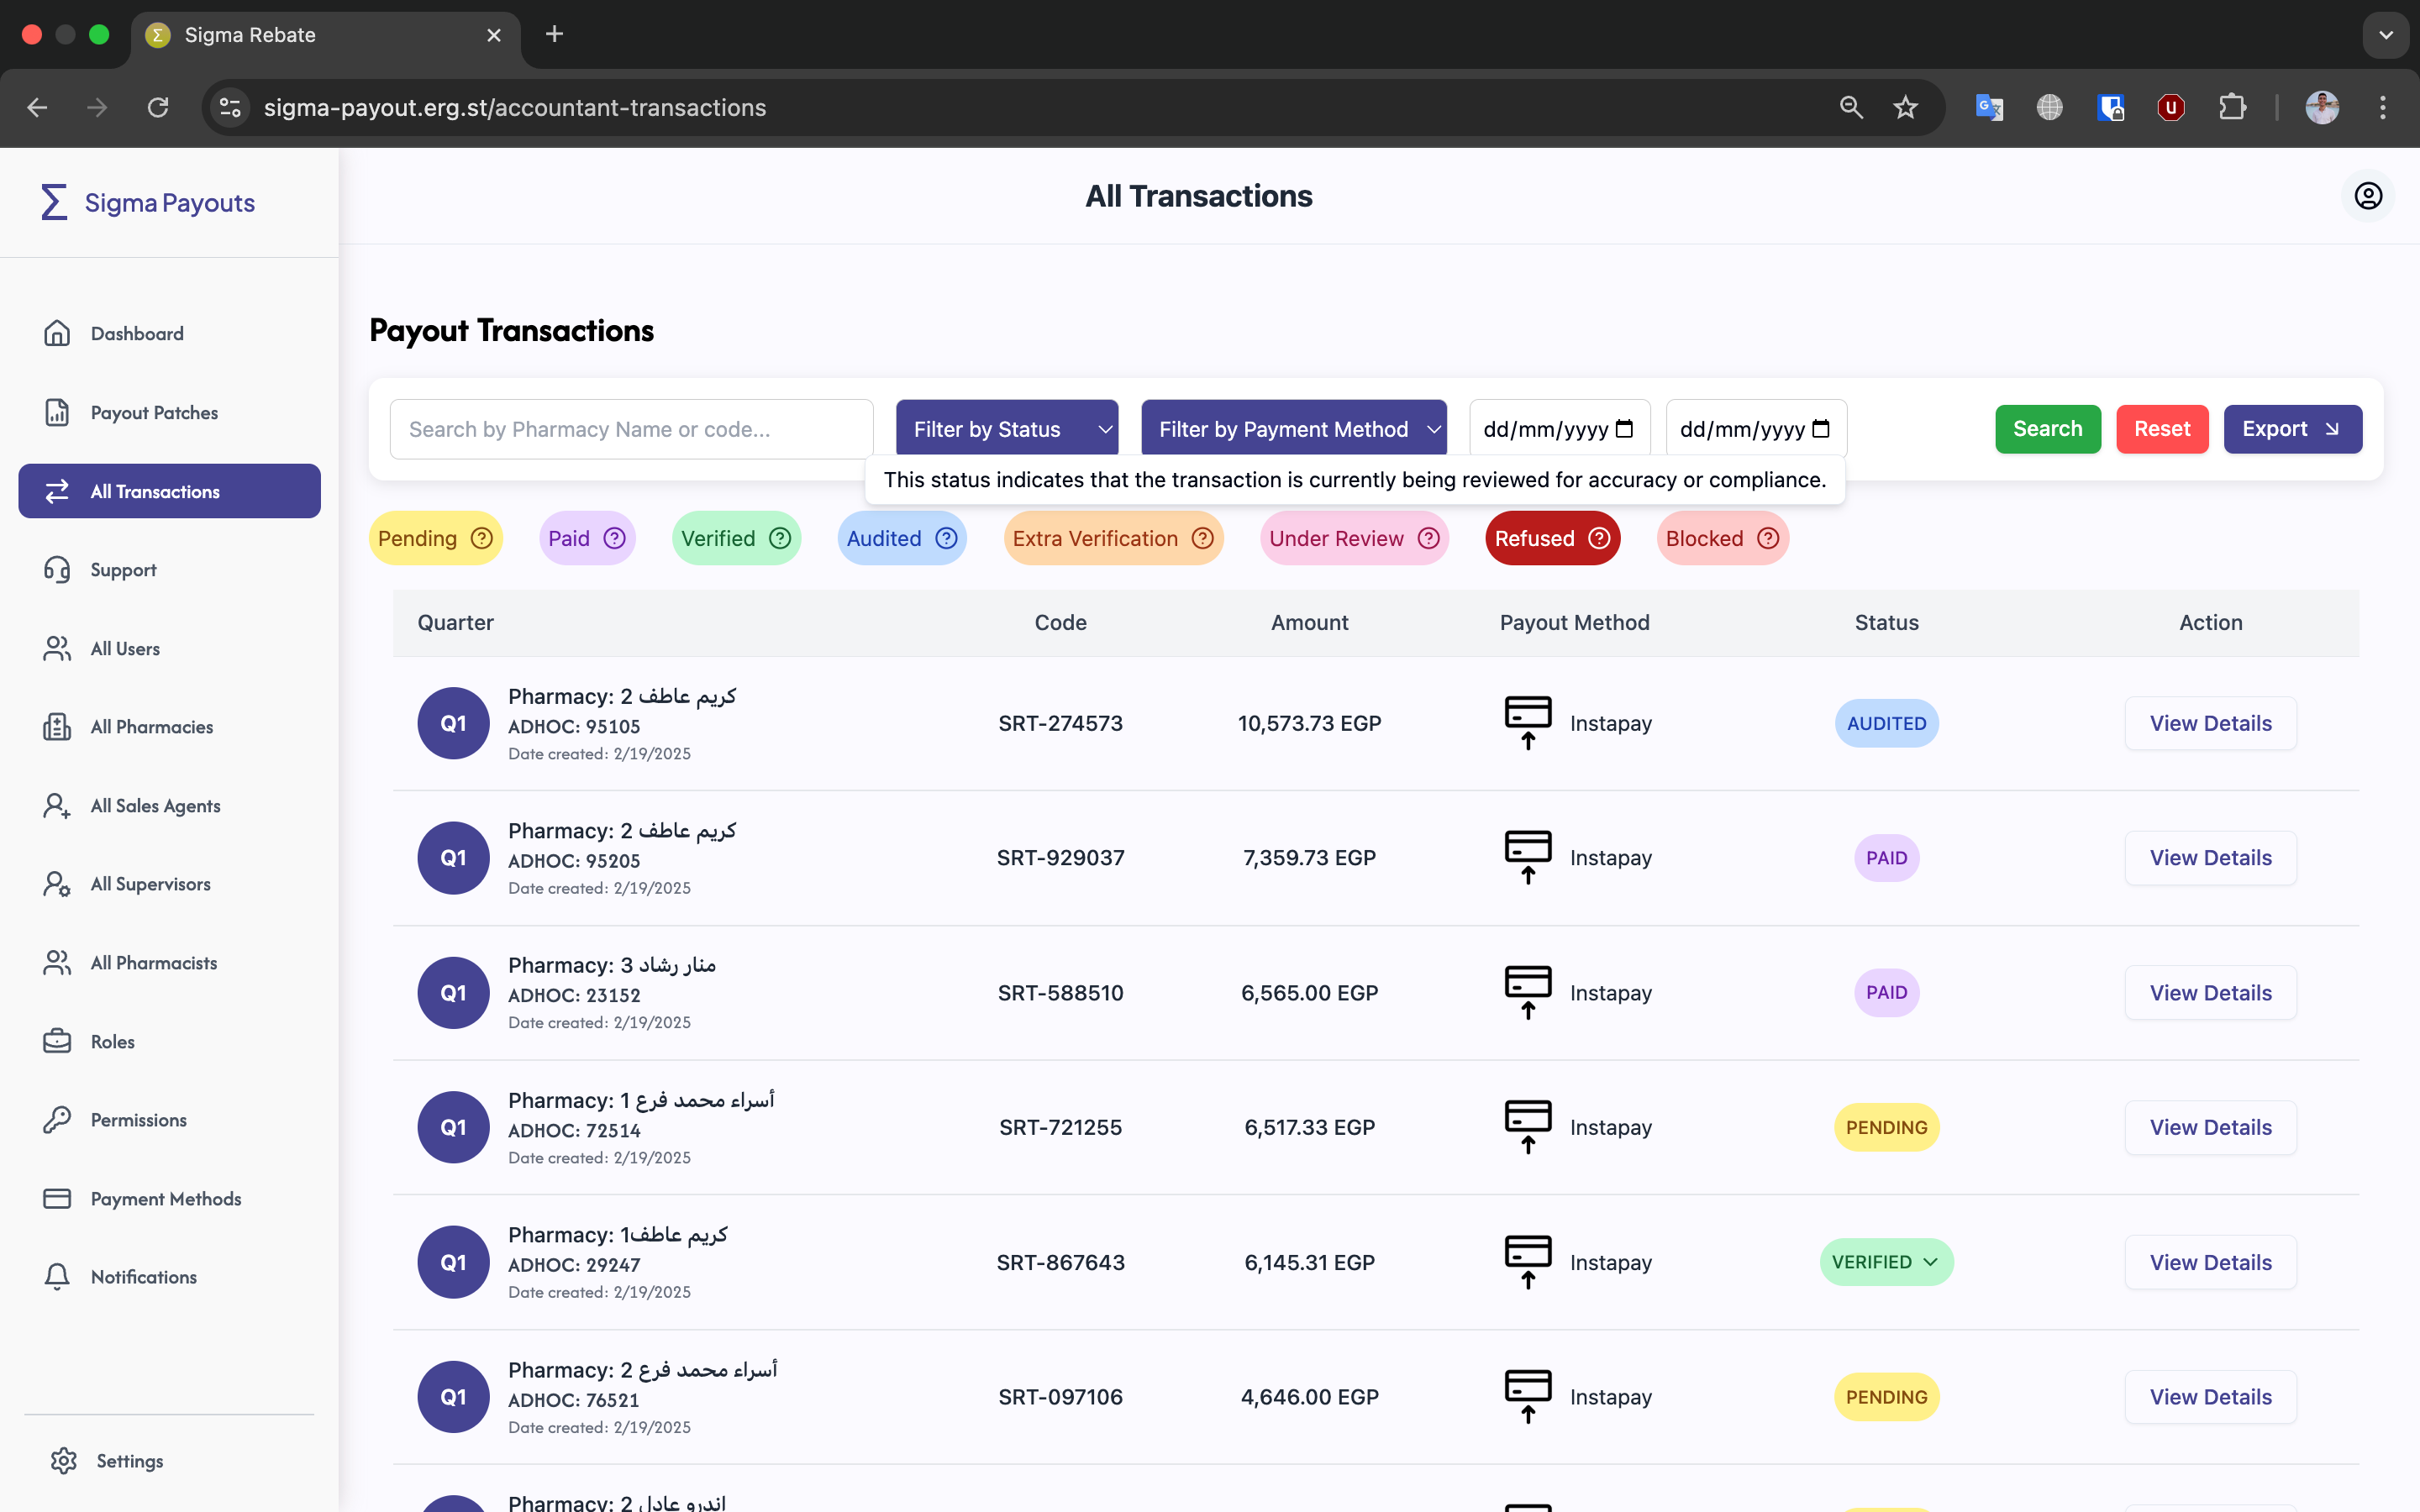 Sigma Rebate
sigma-payout.erg.st/accountant-transactions
Sigma Payouts
All Transactions
Dashboard
Payout Patches
All Transactions
Support
All Users
All Pharmacies
All Sales Agents
All Supervisors
All Pharmacists
Roles
Permissions
Payment Methods
Notifications
Settings
Payout Transactions
Search by Pharmacy Name or code...
Filter by Status
Filter by Payment Method
dd/mm/yyyy
dd/mm/yyyy
Search
Reset
Export
This status indicates that the transaction is currently being reviewed for accuracy or compliance.
Pending
Paid
Verified
Audited
Extra Verification
Under Review
Refused
Blocked
Quarter Code Amount Payout Method Status Action
Q1
Pharmacy: كريم عاطف 2
ADHOC: 95105
Date created: 2/19/2025
SRT-274573 10,573.73 EGP Instapay AUDITED View Details
Q1
Pharmacy: كريم عاطف 2
ADHOC: 95205
Date created: 2/19/2025
SRT-929037 7,359.73 EGP Instapay PAID View Details
Q1
Pharmacy: منار رشاد 3
ADHOC: 23152
Date created: 2/19/2025
SRT-588510 6,565.00 EGP Instapay PAID View Details
Q1
Pharmacy: أسراء محمد فرع 1
ADHOC: 72514
Date created: 2/19/2025
SRT-721255 6,517.33 EGP Instapay PENDING View Details
Q1
Pharmacy: كريم عاطف1
ADHOC: 29247
Date created: 2/19/2025
SRT-867643 6,145.31 EGP Instapay VERIFIED View Details
Q1
Pharmacy: أسراء محمد فرع 2
ADHOC: 76521
Date created: 2/19/2025
SRT-097106 4,646.00 EGP Instapay PENDING View Details
Pharmacy: اندرو عادل 2